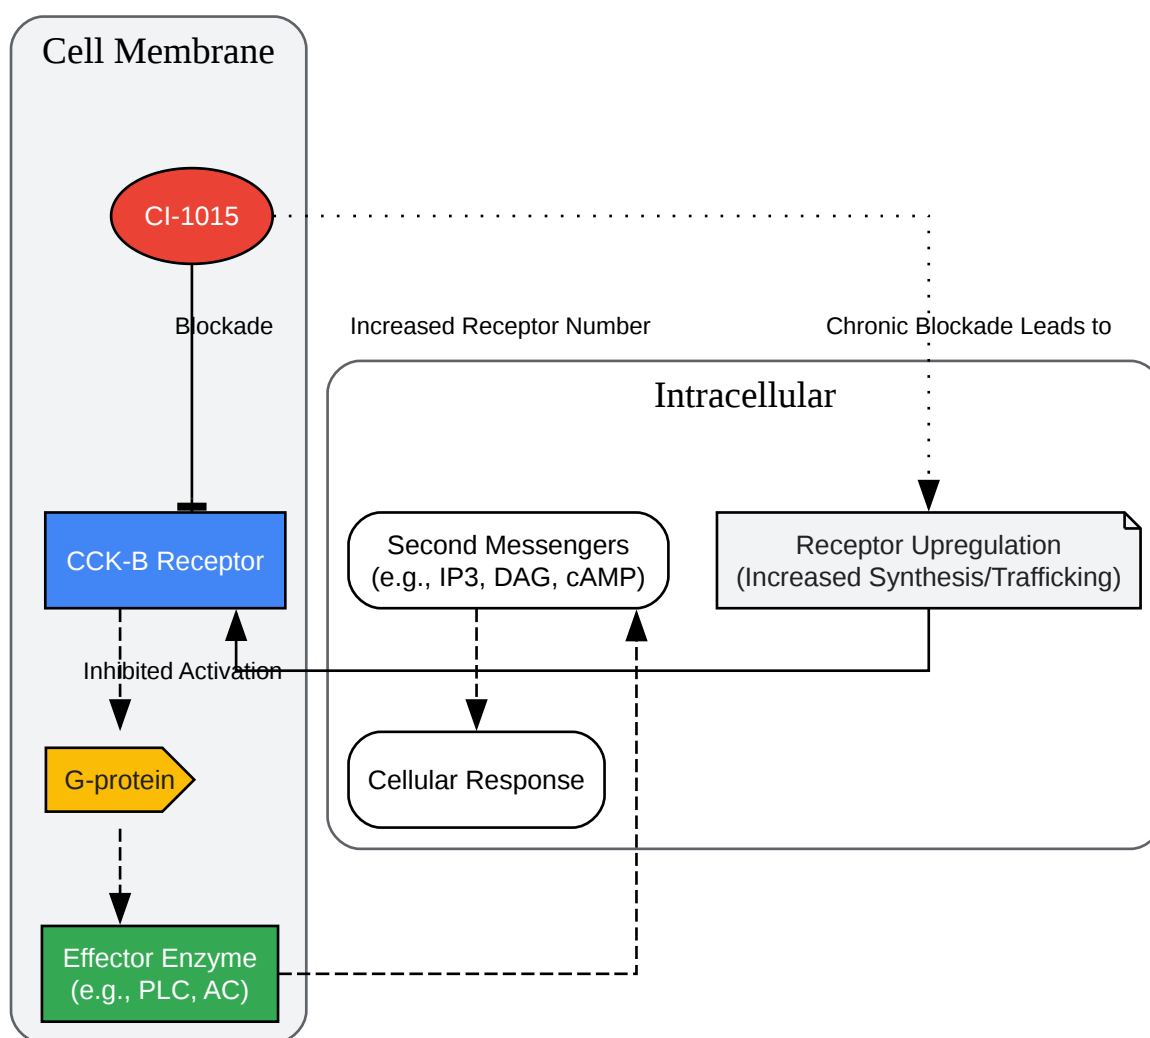 Cell Membrane
CI-1015
Blockade
Increased Receptor Number
Chronic Blockade Leads to
Intracellular
CCK-B Receptor
Second Messengers
(e.g., IP3, DAG, cAMP)
Receptor Upregulation
(Increased Synthesis/Trafficking)
Inhibited Activation
G-protein
Cellular Response
Effector Enzyme
(e.g., PLC, AC)